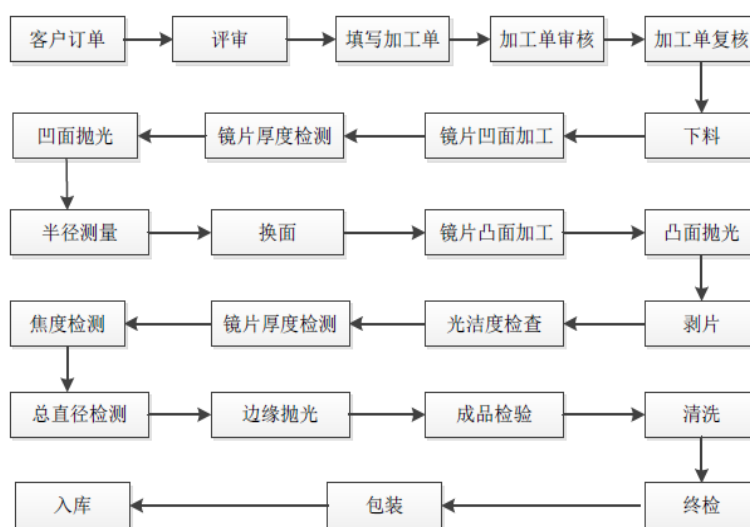 客户订单
评审
填写加工单
加工单审核
加工单复核
下料
镜片凹面加工
镜片厚度检测
凹面抛光
半径测量
换面
镜片凸面加工
凸面抛光
剥片
光洁度检查
镜片厚度检测
焦度检测
总直径检测
边缘抛光
成品检验
清洗
终检
包装
入库